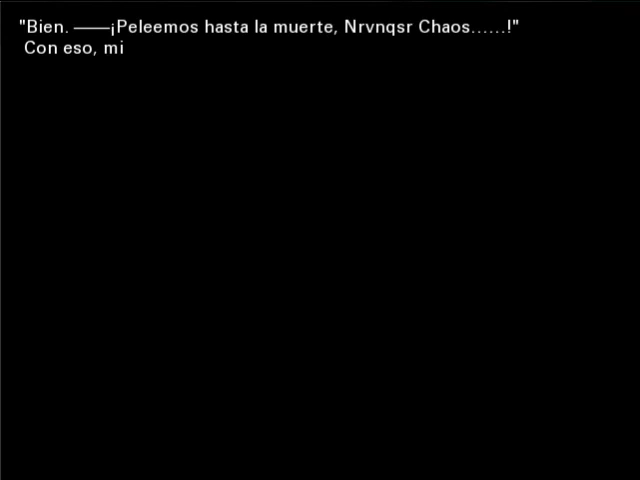 "Bien. ――¡Peleemos hasta la muerte, Nrvnqsr Chaos……!"
Con eso, mi